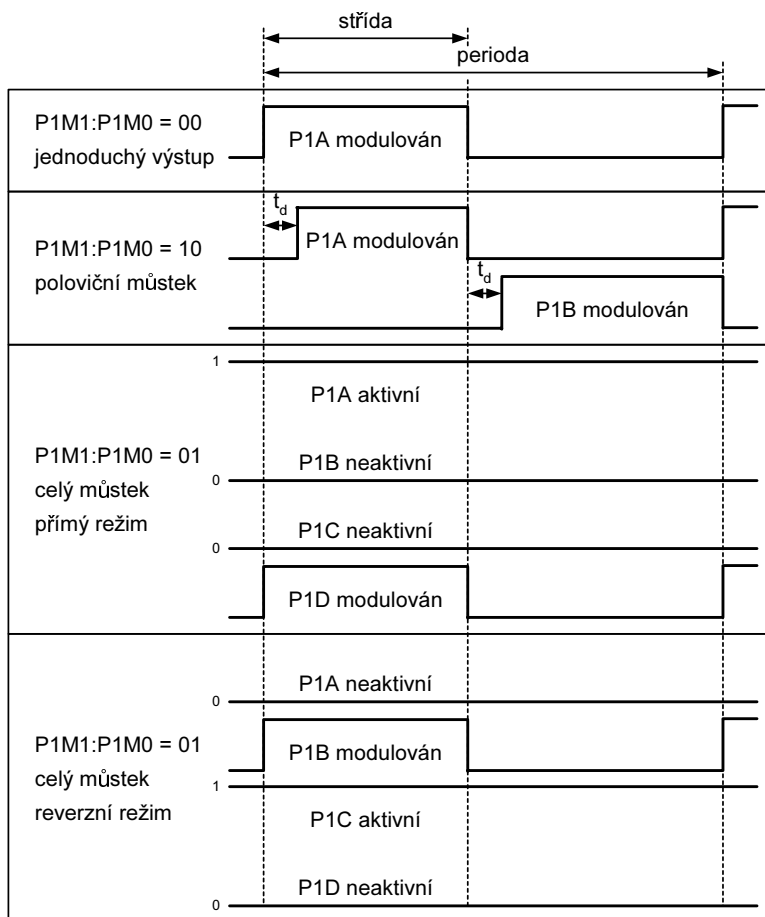 střída
perioda
P1M1:P1M0 = 00
jednoduchý výstup
P1A modulován
P1M1:P1M0 = 10
poloviční můstek
td
P1A modulován
td
P1B modulován
P1M1:P1M0 = 01
celý můstek
přímý režim
1
P1A aktivní
P1B neaktivní
0
P1C neaktivní
0
P1D modulován
P1M1:P1M0 = 01
celý můstek
reverzní režim
P1A neaktivní
0
P1B modulován
1
P1C aktivní
P1D neaktivní
0